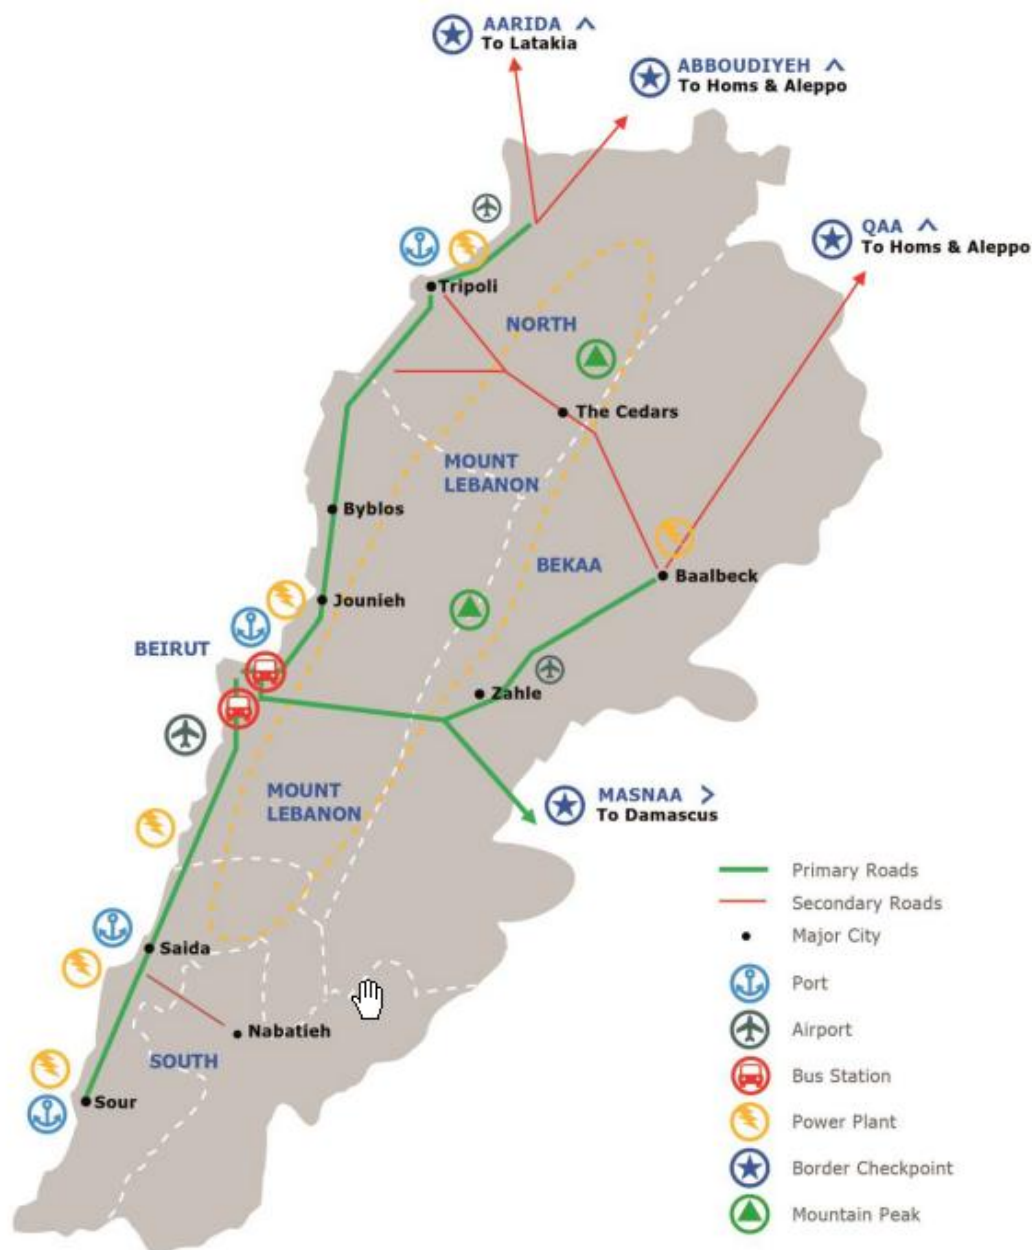 AARIDA ^
To Latakia
ABBOUDIYEH ^
To Homs & Aleppo
QAA ^
To Homs & Aleppo
Tripoli
NORTH
The Cedars
MOUNT
LEBANON
Byblos
BEKAA
Baalbeck
Jounieh
BEIRUT
Zahle
MOUNT
LEBANON
MASNAA >
To Damascus
Saida
Nabatieh
SOUTH
Sour
Primary Roads
Secondary Roads
Major City
Port
Airport
Bus Station
Power Plant
Border Checkpoint
Mountain Peak